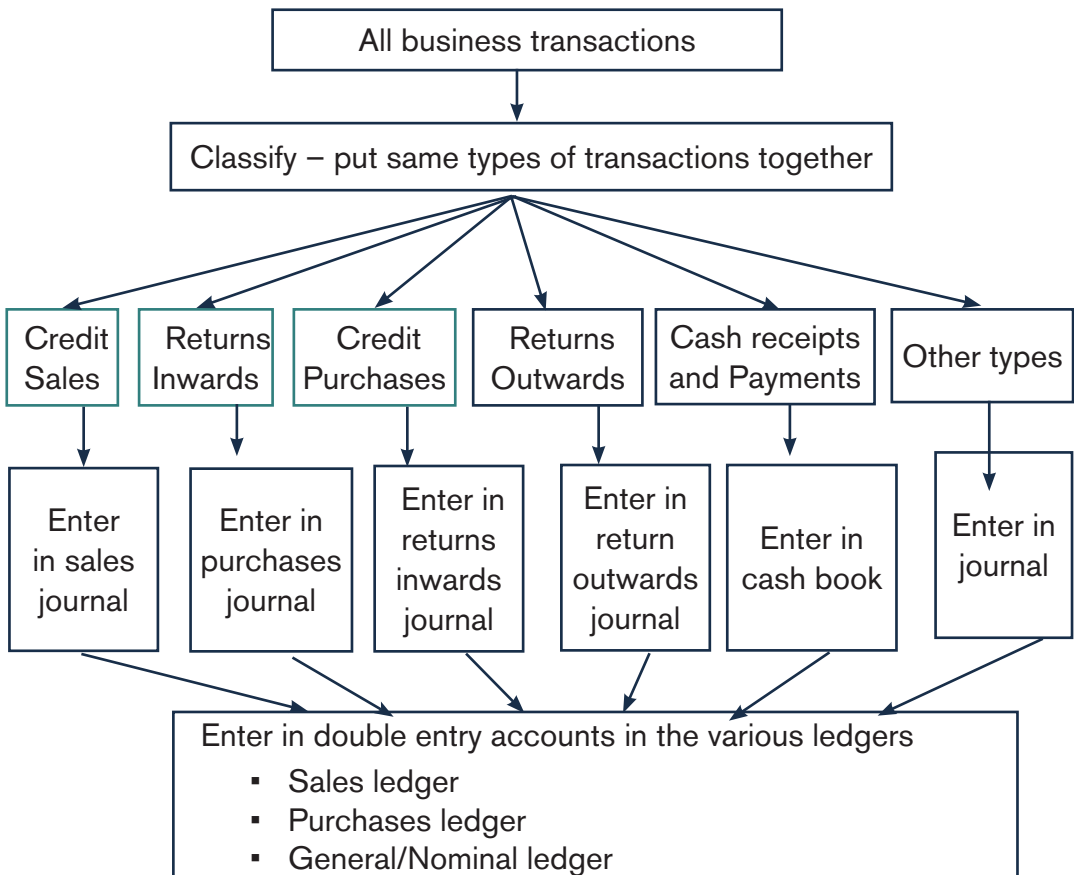 All business transactions
Classify – put same types of transactions together
Credit
Sales
Returns
Inwards
Credit
Purchases
Returns
Outwards
Cash receipts
and Payments
Other types
Enter
in sales
journal
Enter in
purchases
journal
Enter in
returns
inwards
journal
Enter in
return
outwards
journal
Enter in
cash book
Enter in
journal
Enter in double entry accounts in the various ledgers
▪ Sales ledger
▪ Purchases ledger
▪ General/Nominal ledger